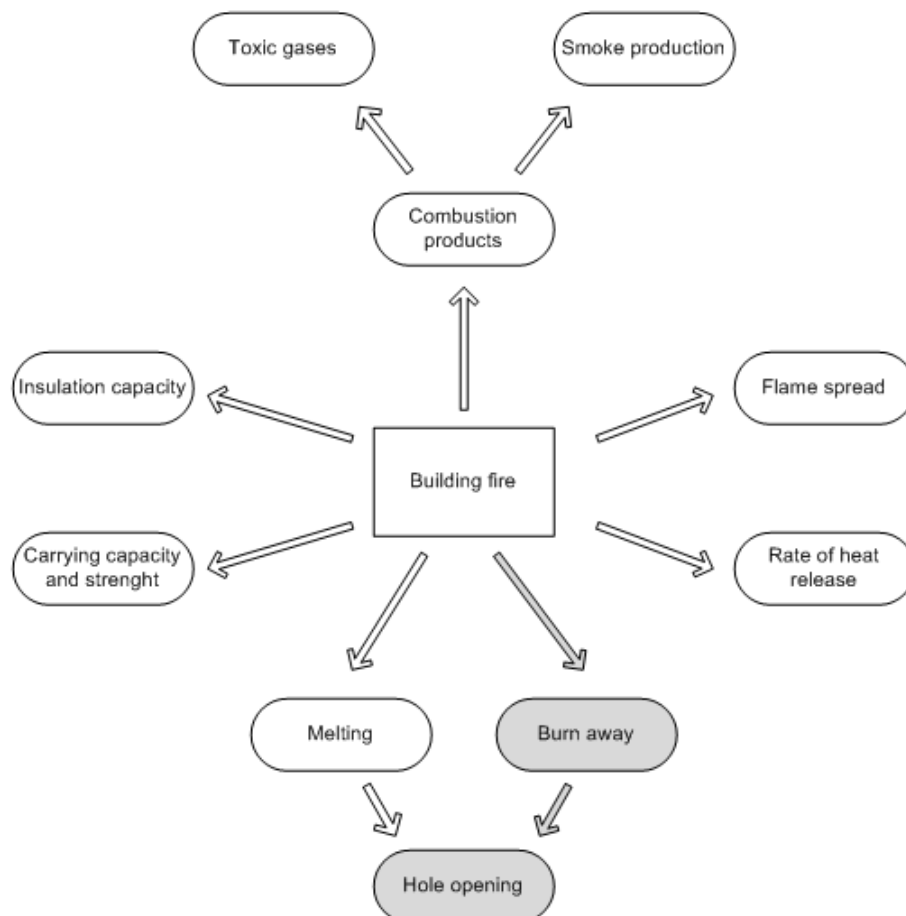 Toxic gases
Smoke production
Combustion
products
Insulation capacity
Flame spread
Building fire
Carrying capacity
and strenght
Rate of heat
release
Melting
Burn away
Hole opening